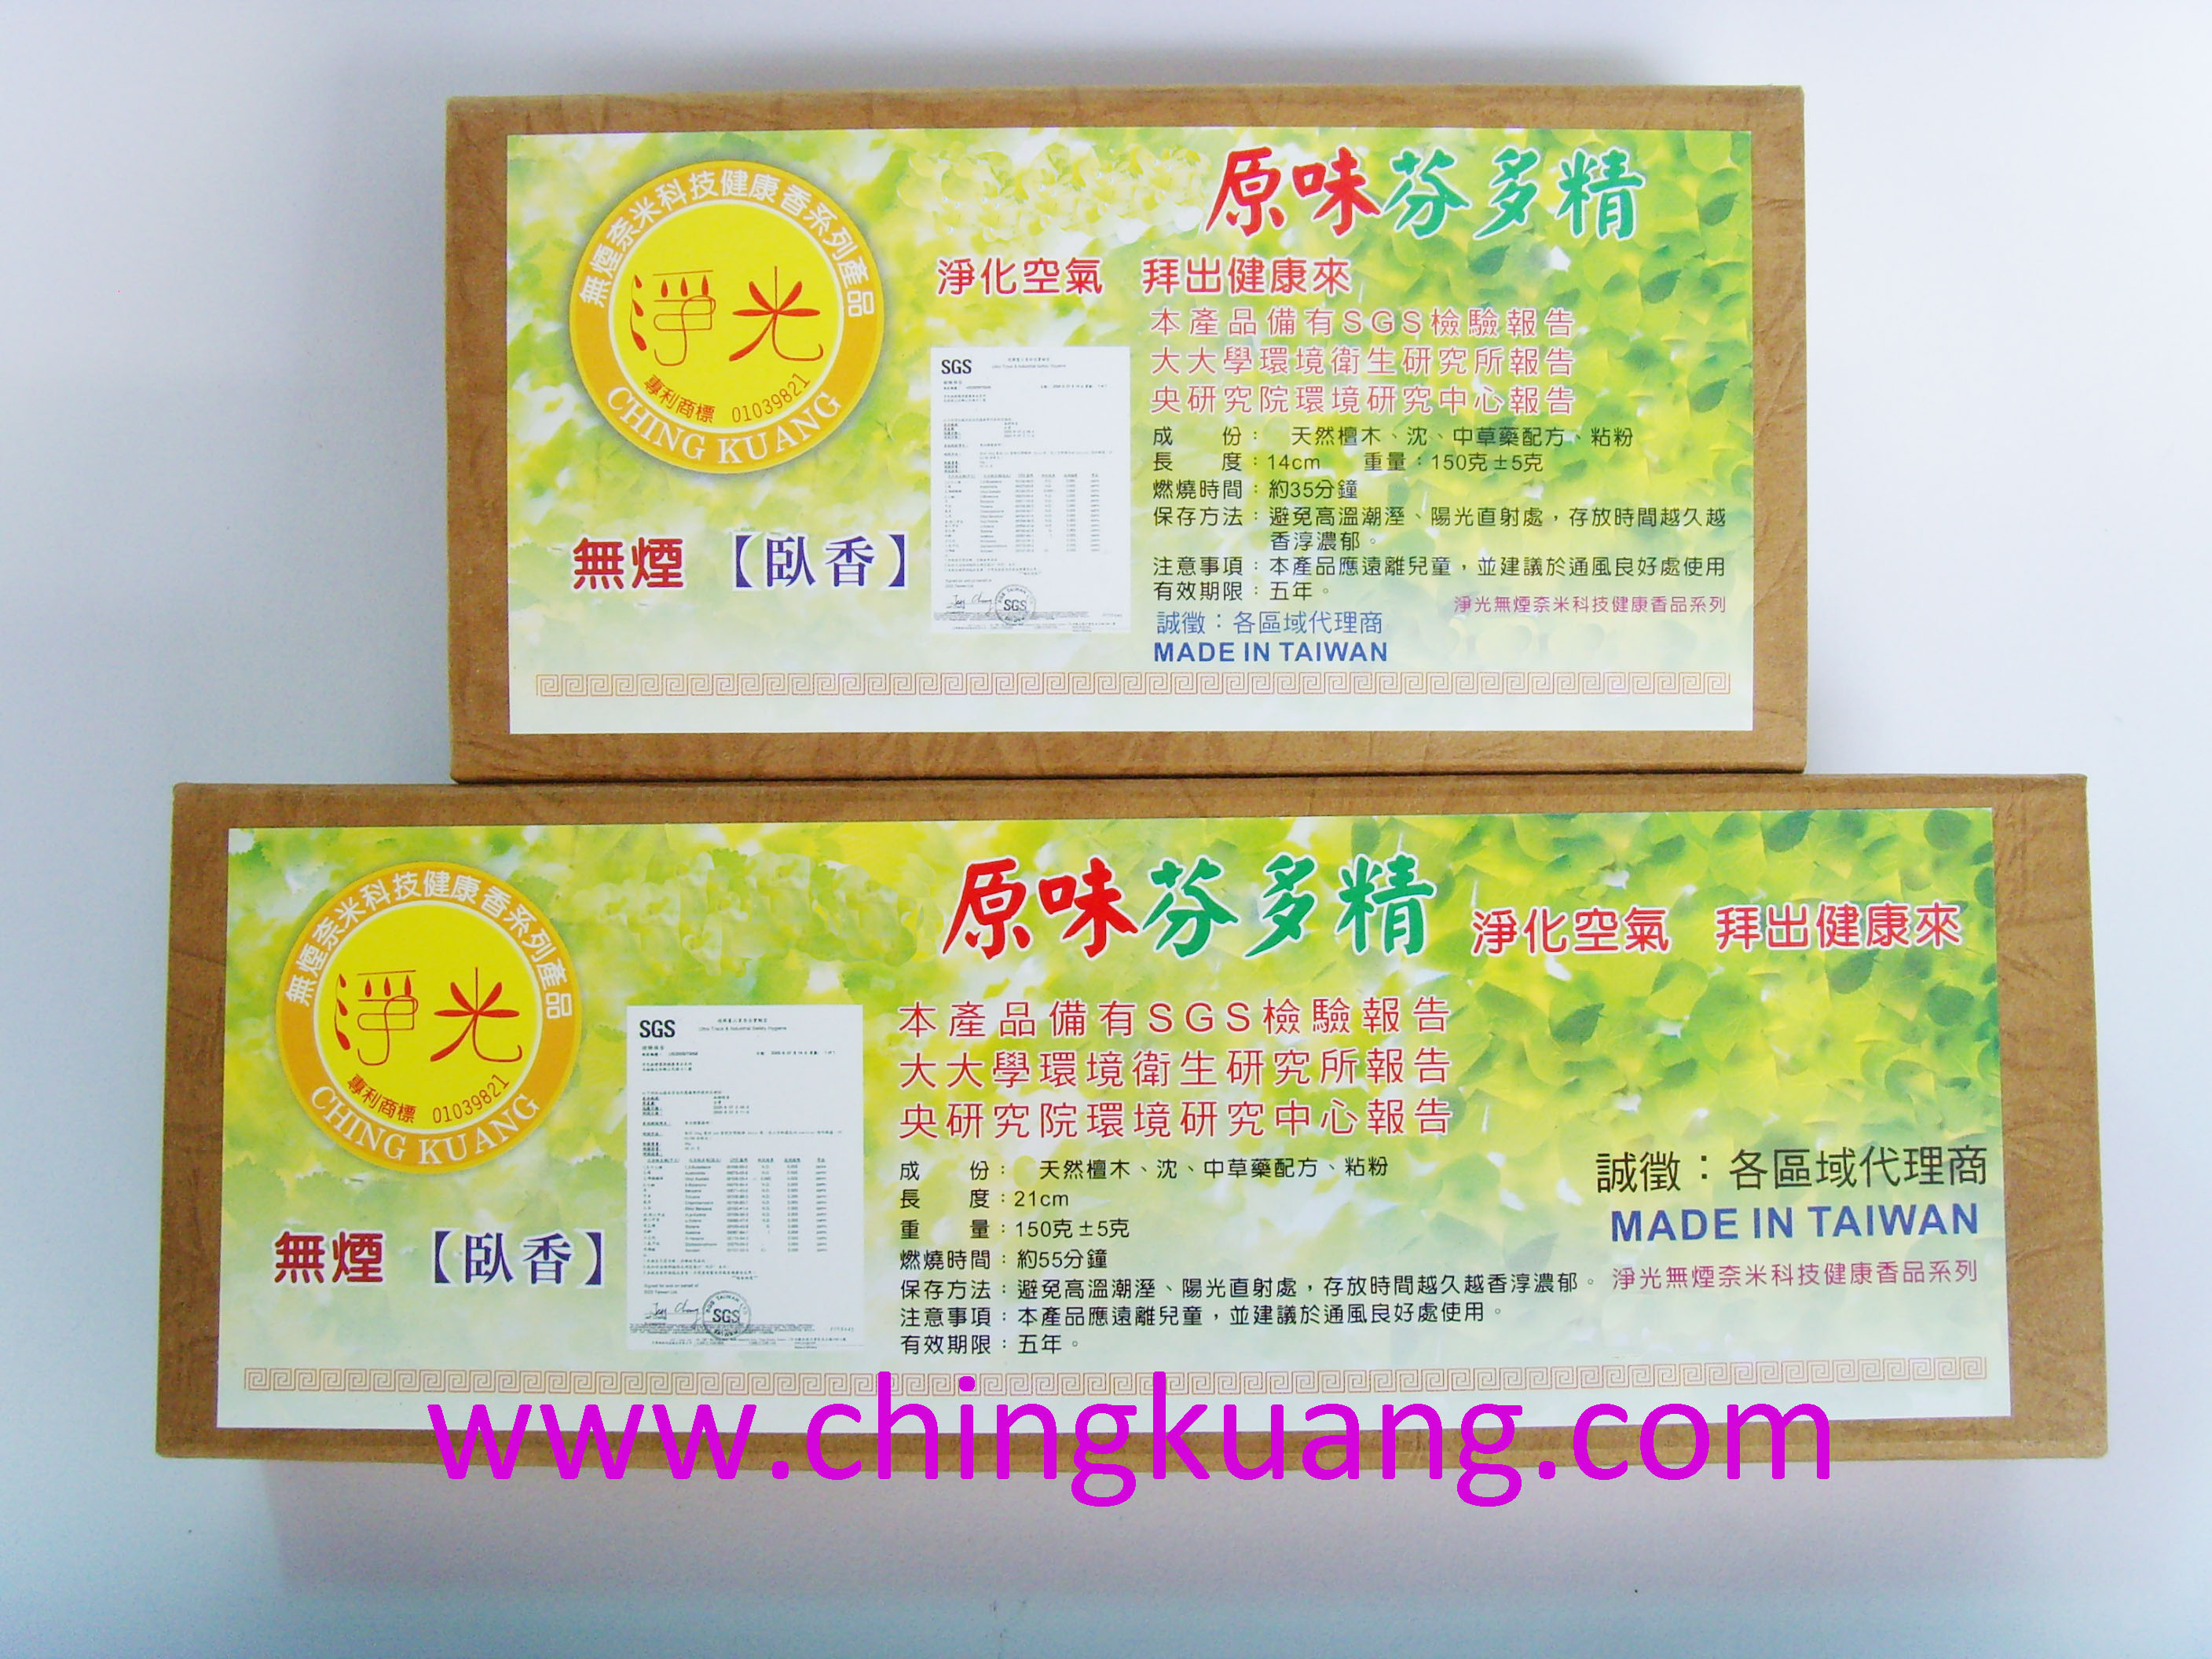 無煙奈米科技健康香系列產品
淨光
專利商標 01039821
CHING KUANG
無煙【臥香】
原味芬多精
淨化空氣 拜出健康來
本產品備有SGS檢驗報告
大大學環境衛生研究所報告
央研究院環境研究中心報告
成 份：天然檀木、沈、中草藥配方、粘粉
長 度：14cm 重量：150克±5克
燃燒時間：約35分鐘
保存方法：避免高溫潮溼、陽光直射處，存放時間越久越
香淳濃郁。
注意事項：本產品應遠離兒童，並建議於通風良好處使用
有效期限：五年。
淨光無煙奈米科技健康香品系列
誠徵：各區域代理商
MADE IN TAIWAN
SGS
無煙奈米科技健康香系列產品
淨光
專利商標 01039821
CHING KUANG
無煙【臥香】
SGS
原味芬多精 淨化空氣 拜出健康來
本產品備有SGS檢驗報告
大大學環境衛生研究所報告
央研究院環境研究中心報告
成 份：天然檀木、沈、中草藥配方、粘粉
長 度：21cm
重 量：150克±5克
燃燒時間：約55分鐘
保存方法：避免高溫潮溼、陽光直射處，存放時間越久越香淳濃郁。
注意事項：本產品應遠離兒童，並建議於通風良好處使用。
有效期限：五年。
誠徵：各區域代理商
MADE IN TAIWAN
淨光無煙奈米科技健康香品系列
www.chingkuang.com